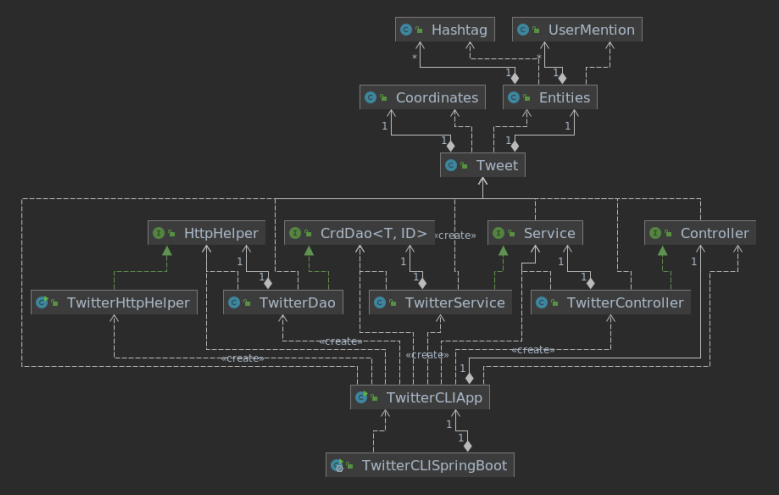 Hashtag UserMention
* 1 * 1
Coordinates Entities
1 1 1 1
Tweet
HttpHelper CrdDao<T, ID> «create» Service Controller
1 1 1 1 1 1 1
TwitterHttpHelper TwitterDao TwitterService TwitterController
«create» «create» «create» «create»
1
TwitterCLIApp
1 1
TwitterCLISpringBoot